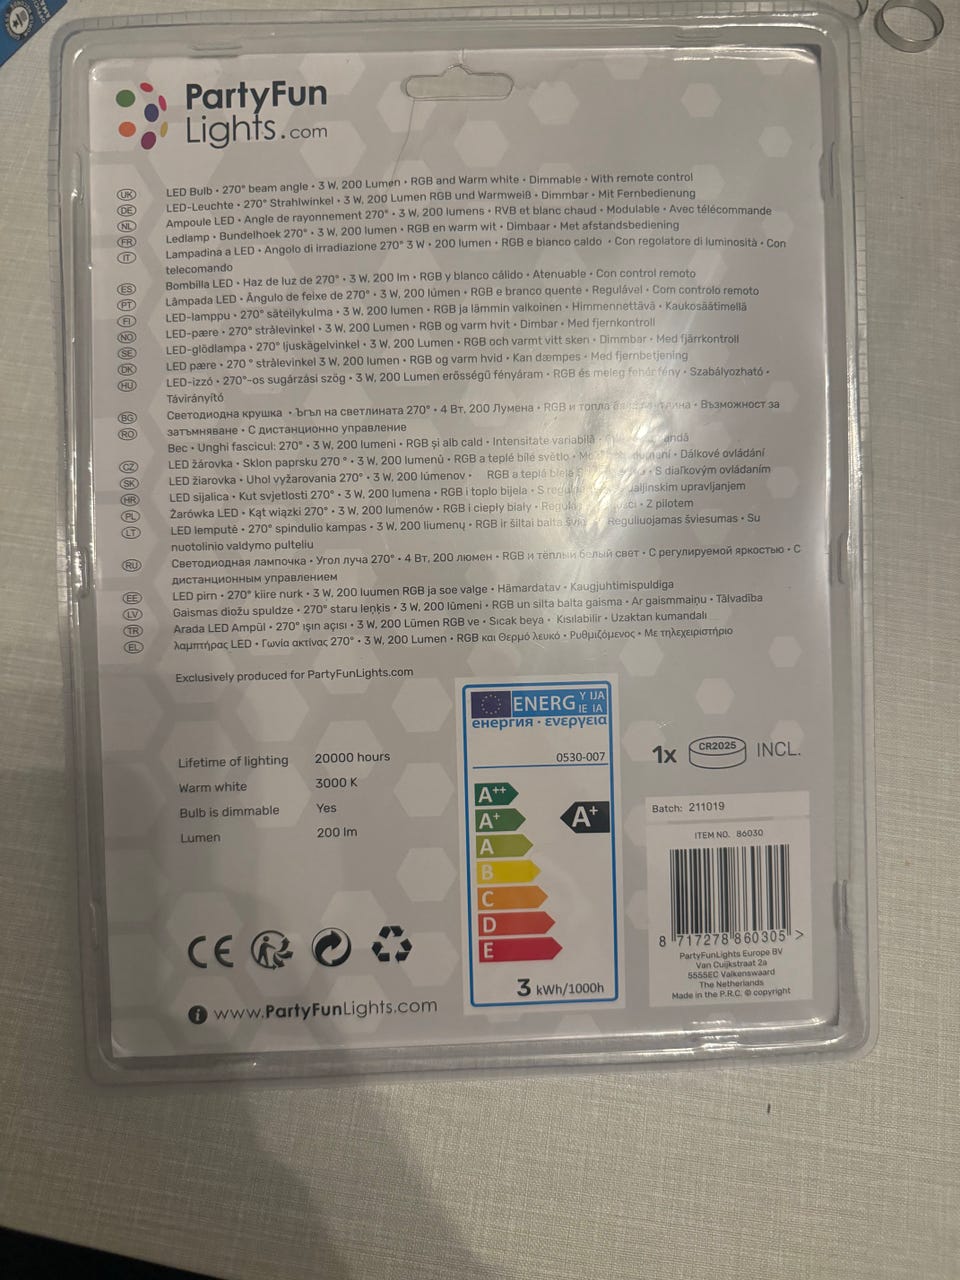 PartyFun
Lights.com
UK LED Bulb • 270° beam angle • 3 W, 200 Lumen • RGB and Warm white • Dimmable • With remote control
DE LED-Leuchte • 270° Strahlwinkel • 3 W, 200 Lumen RGB und Warmweiß • Dimmbar • Mit Fernbedienung
NL Ampoule LED • Angle de rayonnement 270° • 3 W, 200 lumens • RVB et blanc chaud • Modulable • Avec télécommande
FR Ledlamp • Bundelhoek 270° • 3 W, 200 lumen • RGB en warm wit • Dimbaar • Met afstandsbediening
IT Lampadina a LED • Angolo di irradiazione 270° 3 W • 200 lumen • RGB e bianco caldo • Con regolatore di luminosità • Con
telecomando
ES Bombilla LED • Haz de luz de 270° • 3 W, 200 lm • RGB y blanco cálido • Atenuable • Con control remoto
PT Lâmpada LED • Ângulo de feixe de 270° • 3 W, 200 lúmen • RGB e branco quente • Regulável • Com controlo remoto
FI LED-lamppu • 270° säteilykulma • 3 W, 200 lumen • RGB ja lämmin valkoinen • Himmennettävä • Kaukosäätimellä
NO LED-pære • 270° strålevinkel • 3 W, 200 Lumen • RGB og varm hvit • Dimbar • Med fjernkontroll
SE LED-glödlampa • 270° ljuskägelvinkel • 3 W, 200 Lumen • RGB och varmt vitt sken • Dimmbar • Med fjärrkontroll
DK LED pære • 270 ° strålevinkel 3 W, 200 lumen • RGB og varm hvid • Kan dæmpes • Med fjernbetjening
HU LED-izzó • 270°-os sugárzási szög • 3 W, 200 Lumen erősségű fényáram • RGB és meleg fehér fény • Szabályozható •
Távirányító
BG Светодиодна крушка • Ъгъл на светлината 270° • 4 Вт, 200 Лумена • RGB и топла бяла светлина • Възможност за
затъмняване • С дистанционно управление
RO Bec • Unghi fascicul: 270° • 3 W, 200 lumeni • RGB și alb cald • Intensitate variabilă •
CZ LED žárovka • Sklon paprsku 270 ° • 3 W, 200 lumenů • RGB a teplé bílé světlo • • Dálkové ovládání
SK LED žiarovka • Uhol vyžarovania 270° • 3 W, 200 lúmenov • RGB a teplá biela • S diaľkovým ovládaním
HR LED sijalica • Kut svjetlosti 270° • 3 W, 200 lumena • RGB i toplo bijela • S daljinskim upravljanjem
PL Żarówka LED • Kąt wiązki 270° • 3 W, 200 lumenów • RGB i ciepły biały • • Z pilotem
LT LED lemputė • 270° spindulio kampas • 3 W, 200 liumenų • RGB ir šiltai balta • Reguliuojamas šviesumas • Su
nuotolinio valdymo pulteliu
RU Светодиодная лампочка • Угол луча 270° • 4 Вт, 200 люмен • RGB и тёплый белый свет • С регулируемой яркостью • С
дистанционным управлением
EE LED pirn • 270° kiire nurk • 3 W, 200 luumen RGB ja soe valge • Hämardatav • Kaugjuhtimispuldiga
LV Gaismas diožu spuldze • 270° staru leņķis • 3 W, 200 lūmeni • RGB un silta balta gaisma • Ar gaismmaiņu • Tālvadība
TR Arada LED Ampül • 270° ışın açısı • 3 W, 200 Lümen RGB ve • Sıcak beya • Kısılabilir • Uzaktan kumandalı
EL λαμπτήρας LED • Γωνία ακτίνας 270° • 3 W, 200 Lumen • RGB και Θερμό λευκό • Ρυθμιζόμενος • Με τηλεχειριστήριο
Exclusively produced for PartyFunLights.com
Lifetime of lighting 20000 hours
Warm white 3000 K
Bulb is dimmable Yes
Lumen 200 lm
CE
www.PartyFunLights.com
ENERG Y IJA
IE IA
енергия • ενεργεια
0530-007
A++
A+ A+
A
B
C
D
E
3 kWh/1000h
1x CR2025 INCL.
Batch: 211019
ITEM NO. 86030
8 717278 860305 >
PartyFunLights Europe BV
Van Cuijkstraat 2a
5555EC Valkenswaard
The Netherlands
Made in the P.R.C. © copyright